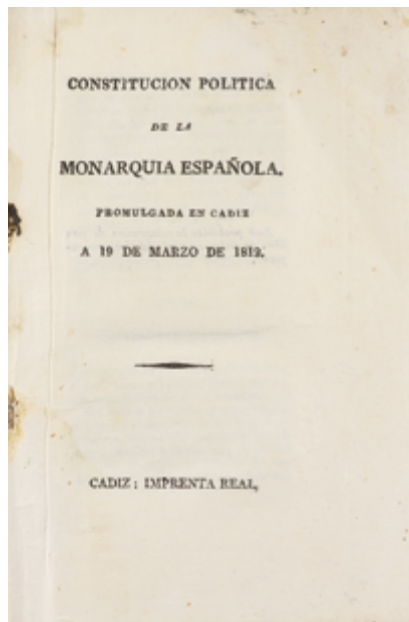 CONSTITUCION POLITICA
DE LA
MONARQUIA ESPAÑOLA.
PROMULGADA EN CADIZ
A 19 DE MARZO DE 1812.
CADIZ: IMPRENTA REAL,